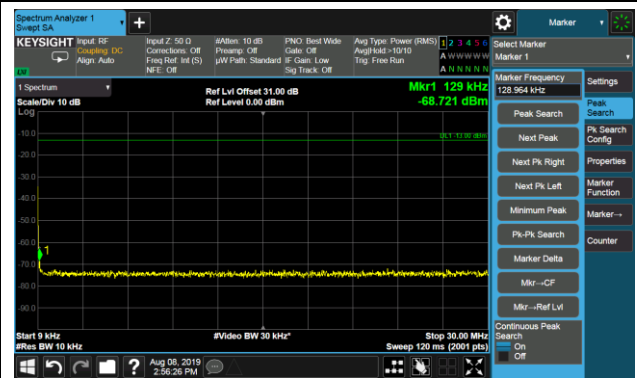 Spectrum Analyzer 1
Swept SA
Marker
KEYSIGHT
Input: RF
Coupling: DC
Align: Auto
Input Z: 50 Ω
Corrections: Off
Freq Ref: Int (S)
NFE: Off
#Atten: 10 dB
Preamp: Off
µW Path: Standard
PNO: Best Wide
Gate: Off
IF Gain: Low
Sig Track: Off
Avg Type: Power (RMS)
Avg|Hold:>10/10
Trig: Free Run
1 2 3 4 5 6
A W W W W W
A N N N N N
LXI
Select Marker
Marker 1
1 Spectrum
Scale/Div 10 dB
Log
Ref Lvl Offset 31.00 dB
Ref Level 0.00 dBm
Mkr1 129 kHz
-68.721 dBm
DL1 -13.00 dBm
-10.0
-20.0
-30.0
-40.0
-50.0
-60.0
-70.0
-80.0
-90.0
1
Start 9 kHz
#Res BW 10 kHz
#Video BW 30 kHz*
Stop 30.00 MHz
Sweep 120 ms (2001 pts)
Marker Frequency
128.964 kHz
Peak Search
Next Peak
Next Pk Right
Next Pk Left
Minimum Peak
Pk-Pk Search
Marker Delta
Mkr→CF
Mkr→Ref Lvl
Continuous Peak
Search
On
Off
Settings
Peak
Search
Pk Search
Config
Properties
Marker
Function
Marker→
Counter
?
Aug 08, 2019
2:56:26 PM